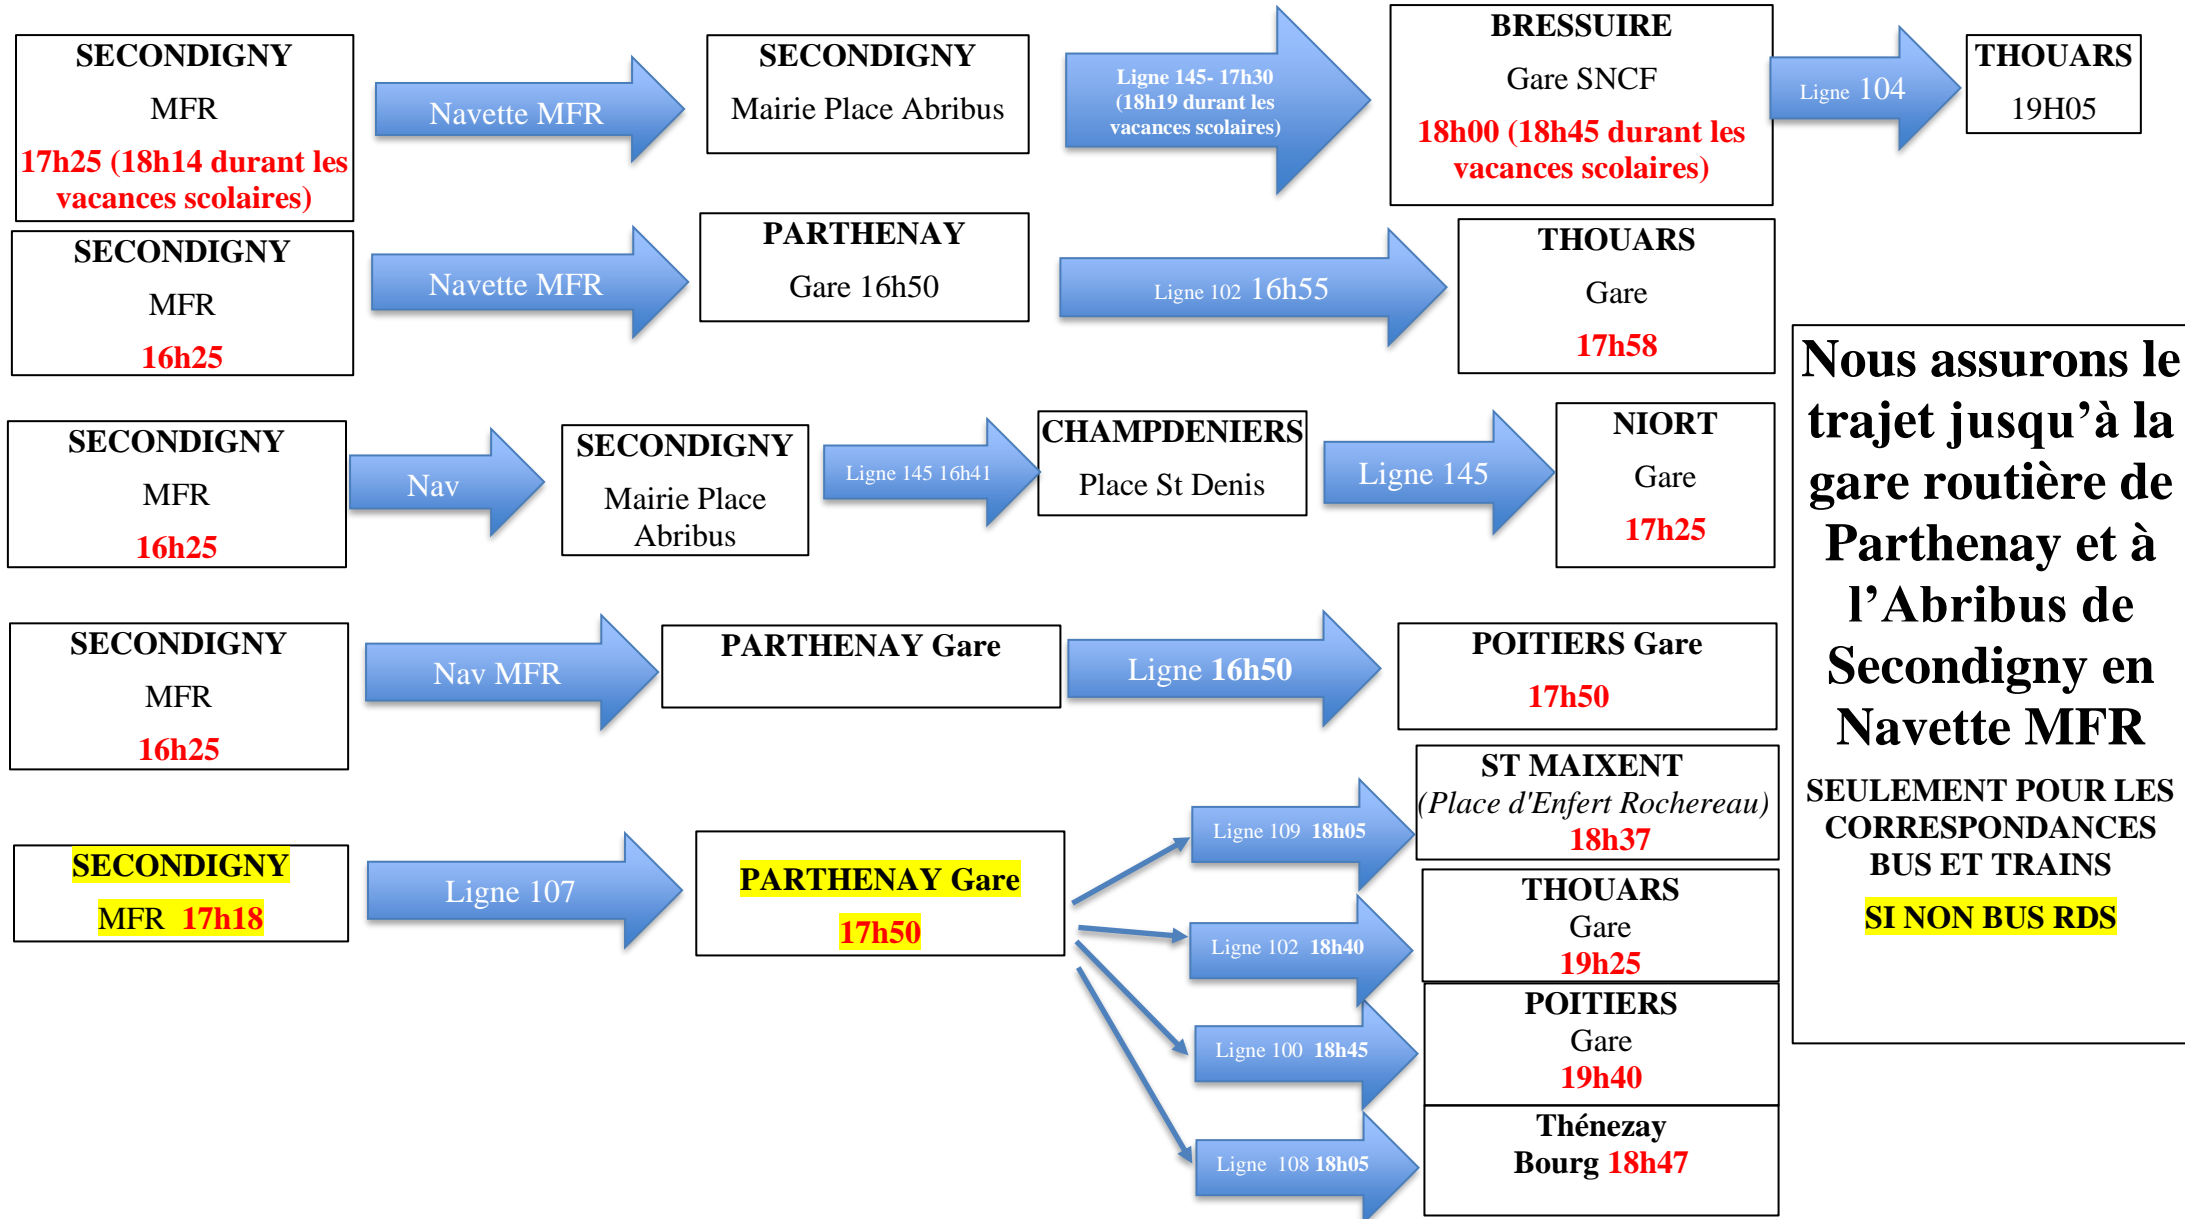 SECONDIGNY
MFR
17h25 (18h14 durant les
vacances scolaires)
Navette MFR
SECONDIGNY
Mairie Place Abribus
Ligne 145- 17h30
(18h19 durant les
vacances scolaires)
BRESSUIRE
Gare SNCF
18h00 (18h45 durant les
vacances scolaires)
Ligne 104
THOUARS
19H05
SECONDIGNY
MFR
16h25
Navette MFR
PARTHENAY
Gare 16h50
Ligne 102 16h55
THOUARS
Gare
17h58
SECONDIGNY
MFR
16h25
Nav
SECONDIGNY
Mairie Place
Abribus
Ligne 145 16h41
CHAMPDENIERS
Place St Denis
Ligne 145
NIORT
Gare
17h25
SECONDIGNY
MFR
16h25
Nav MFR
PARTHENAY Gare
Ligne 16h50
POITIERS Gare
17h50
SECONDIGNY
MFR 17h18
Ligne 107
PARTHENAY Gare
17h50
Ligne 109 18h05
ST MAIXENT
(Place d'Enfert Rochereau)
18h37
Ligne 102 18h40
THOUARS
Gare
19h25
Ligne 100 18h45
POITIERS
Gare
19h40
Ligne 108 18h05
Thénezay
Bourg 18h47
Nous assurons le
trajet jusqu’à la
gare routière de
Parthenay et à
l’Abribus de
Secondigny en
Navette MFR
SEULEMENT POUR LES
CORRESPONDANCES
BUS ET TRAINS
SI NON BUS RDS